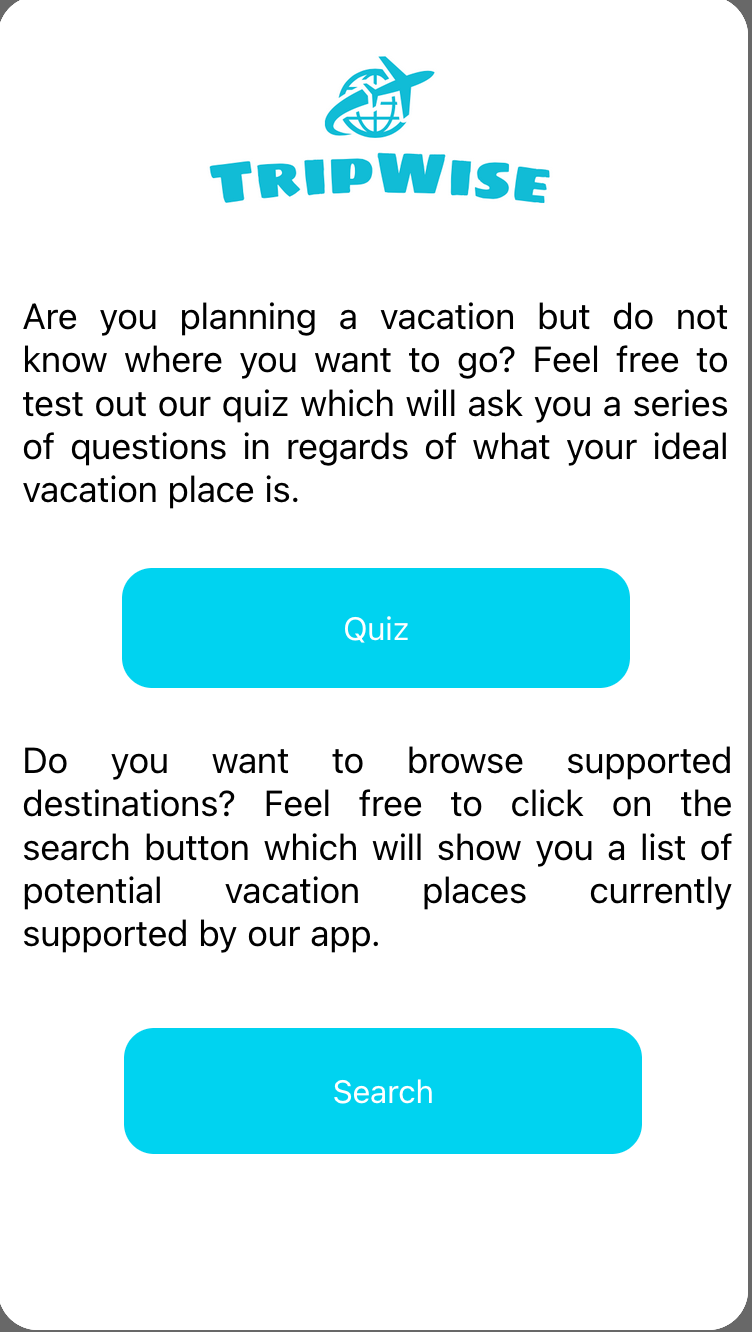 TRIPWISE
Are you planning a vacation but do not
know where you want to go? Feel free to
test out our quiz which will ask you a series
of questions in regards of what your ideal
vacation place is.
Quiz
Do you want to browse supported
destinations? Feel free to click on the
search button which will show you a list of
potential vacation places currently
supported by our app.
Search